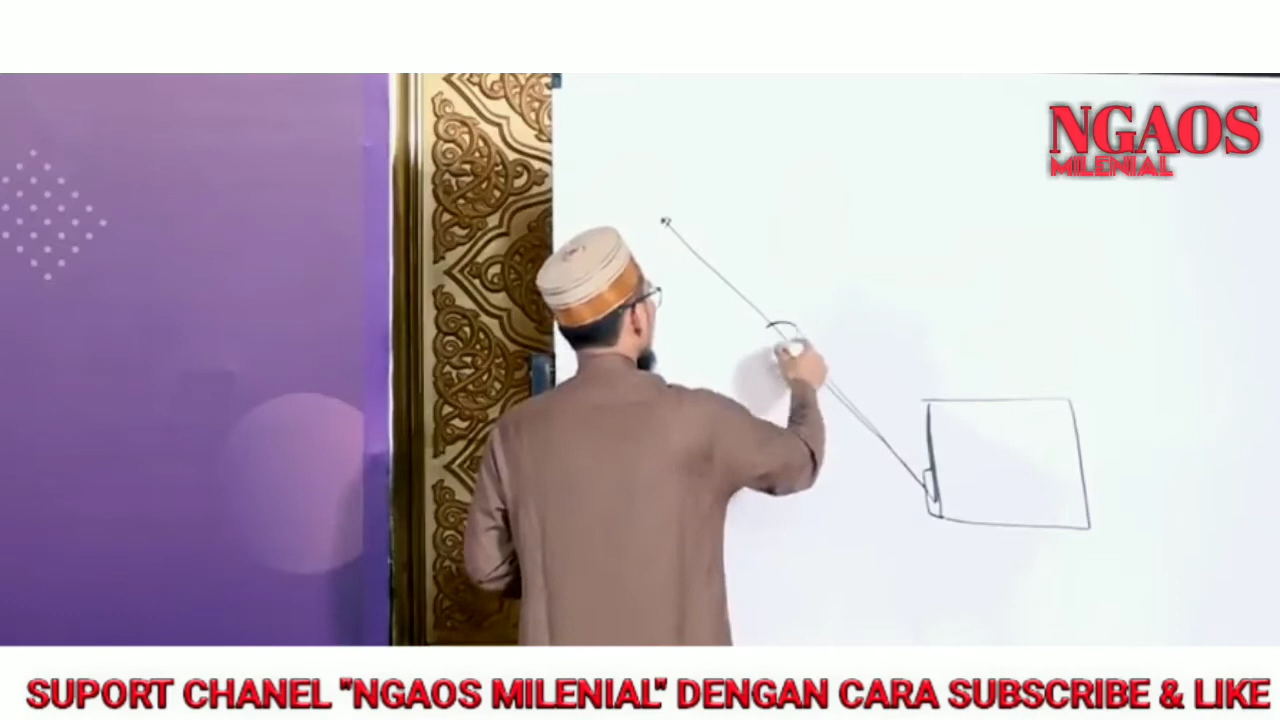 NGAOS
MILENIAL
SUPORT CHANEL "NGAOS MILENIAL" DENGAN CARA SUBSCRIBE & LIKE